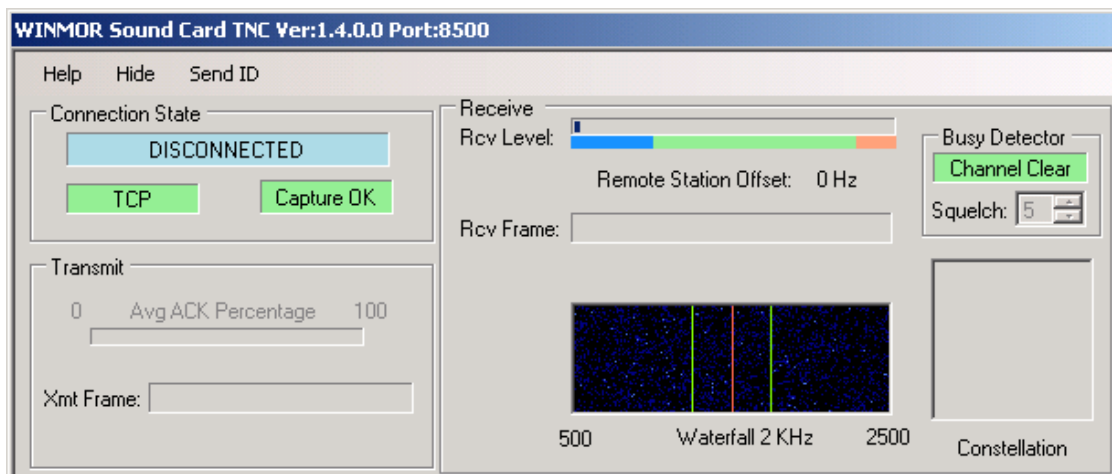 WINMOR Sound Card TNC Ver:1.4.0.0 Port:8500
Help Hide Send ID
Connection State
DISCONNECTED
TCP Capture OK
Transmit
0 Avg ACK Percentage 100
Xmt Frame:
Receive
Rcv Level:
Remote Station Offset: 0 Hz
Rcv Frame:
500 Waterfall 2 KHz 2500
Busy Detector
Channel Clear
Squelch: 5
Constellation